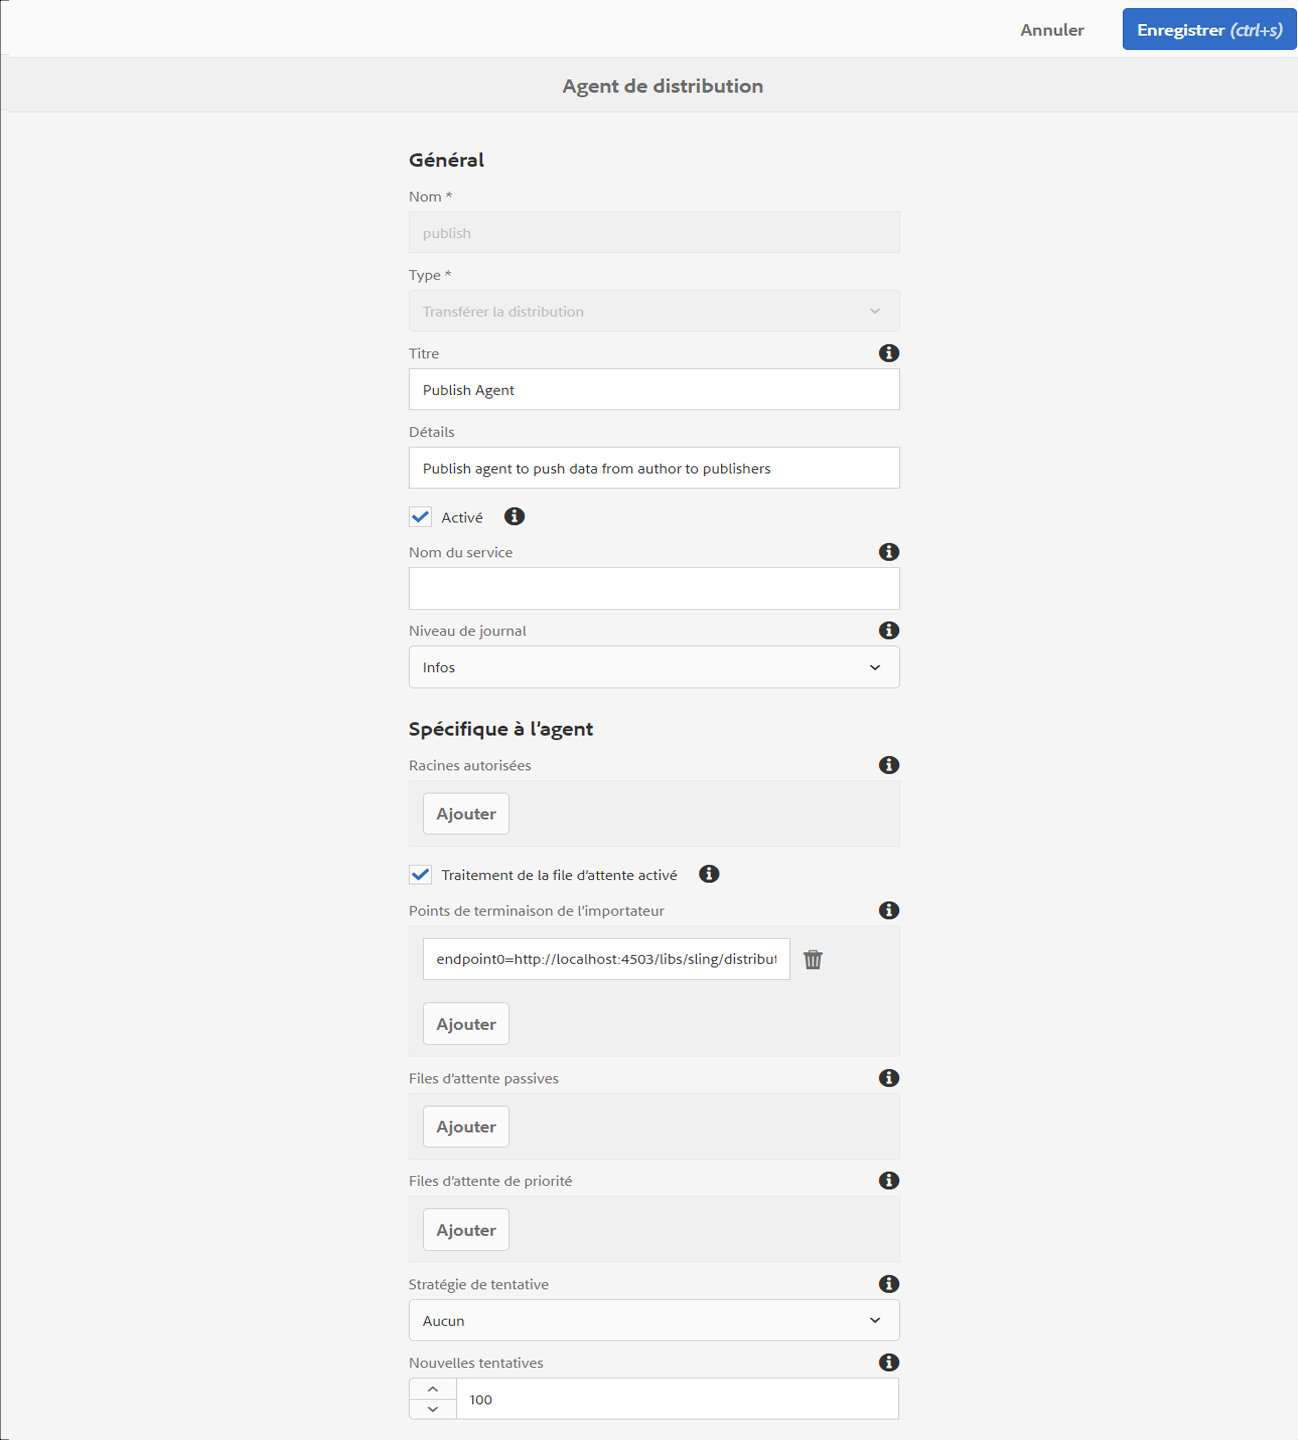 Annuler
Enregistrer (ctrl+s)
Agent de distribution
Général
Nom *
publish
Type *
Transférer la distribution
Titre
Publish Agent
Détails
Publish agent to push data from author to publishers
Activé
Nom du service
Niveau de journal
Infos
Spécifique à l’agent
Racines autorisées
Ajouter
Traitement de la file d’attente activé
Points de terminaison de l’importateur
endpoint0=http://localhost:4503/libs/sling/distribut
Ajouter
Files d’attente passives
Ajouter
Files d’attente de priorité
Ajouter
Stratégie de tentative
Aucun
Nouvelles tentatives
100